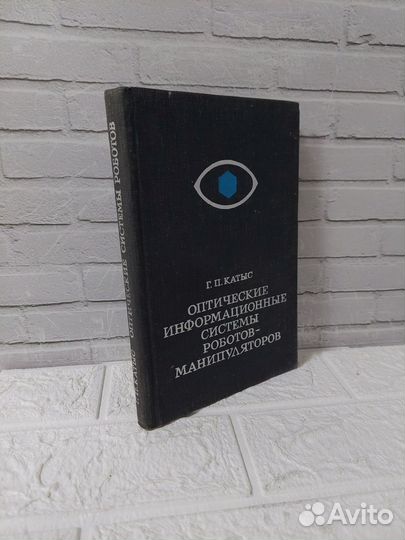 Г. П. КАТЫС
ОПТИЧЕСКИЕ
ИНФОРМАЦИОННЫЕ
СИСТЕМЫ
РОБОТОВ-
МАНИПУЛЯТОРОВ
Г.П. КАТЫС ОПТИЧЕСКИЕ СИСТЕМЫ РОБОТОВ
Avito